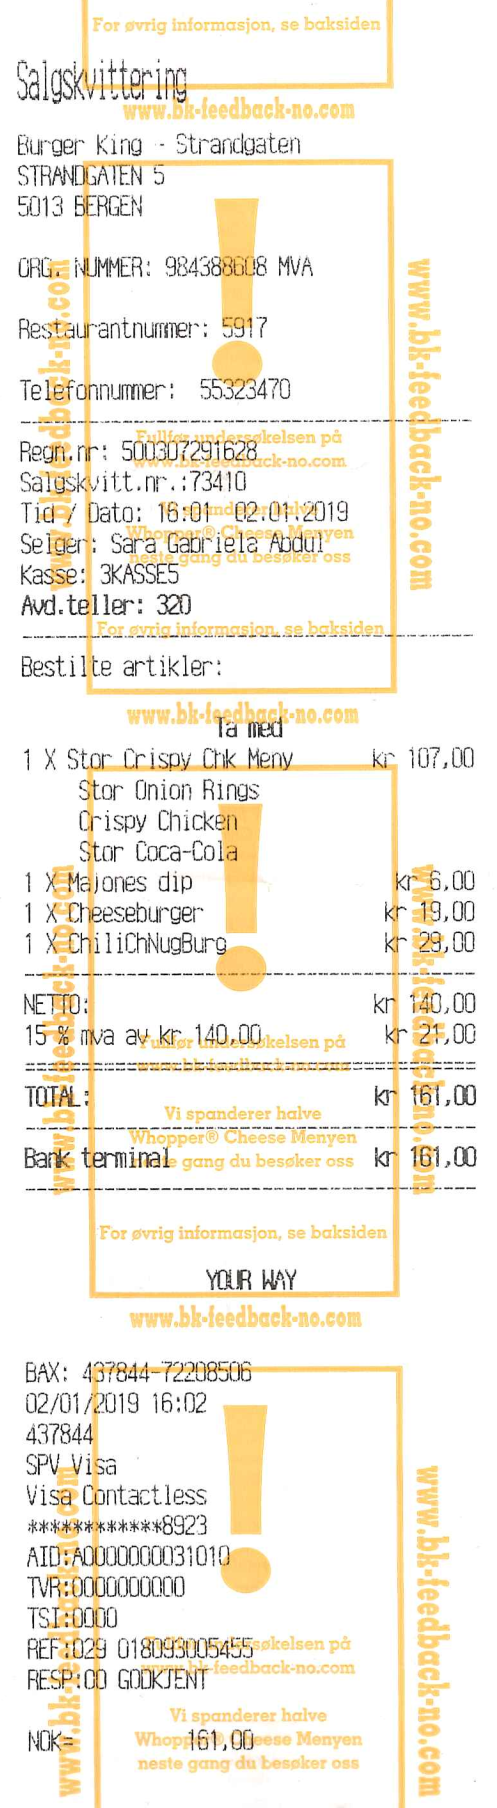 For øvrig informasjon, se baksiden
Salgskvittering
www.bk-feedback-no.com
Burger King - Strandgaten
STRANDGATEN 5
5013 BERGEN
ORG. NUMMER: 984388608 MVA
Restaurantnummer: 5917
Telefonnummer: 55323470
www.bk-feedback-no.com
www.bk-feedback-no.com
Fullfør undersøkelsen på
Regn.nr: 500307291628
www.bk-feedback-no.com
Salgskvitt.nr.:73410
Vi spanderer halve
Tid / Dato: 16:01 02.01.2019
Whopper® Cheese Menyen
Selger: Sara Gabriela Abdul
neste gang du besøker oss
Kasse: 3KASSE5
Avd.teller: 320
For øvrig informasjon, se baksiden
Bestilte artikler:
www.bk-feedback-no.com
Ta med
1 X Stor Crispy Chk Meny kr 107,00
Stor Onion Rings
Crispy Chicken
Stor Coca-Cola
1 X Majones dip kr 6,00
1 X Cheeseburger kr 19,00
1 X ChiliChNugBurg kr 29,00
www.bk-feedback-no.com
www.bk-feedback-no.com
NETTO: kr 140,00
15 % mva av kr 140,00 kr 21,00
Fullfør undersøkelsen på
www.bk-feedback-no.com
TOTAL: kr 161,00
Vi spanderer halve
Whopper® Cheese Menyen
Bank terminal kr 161,00
neste gang du besøker oss
For øvrig informasjon, se baksiden
YOUR WAY
www.bk-feedback-no.com
BAX: 437844-72208506
02/01/2019 16:02
437844
SPV Visa
Visa Contactless
************8923
AID:A0000000031010
TVR:0000000000
TSI:0000
www.bk-feedback-no.com
www.bk-feedback-no.com
Fullfør undersøkelsen på
REF:029 018093005455
www.bk-feedback-no.com
RESP:00 GODKJENT
Vi spanderer halve
NOK= 161,00
Whopper® Cheese Menyen
neste gang du besøker oss